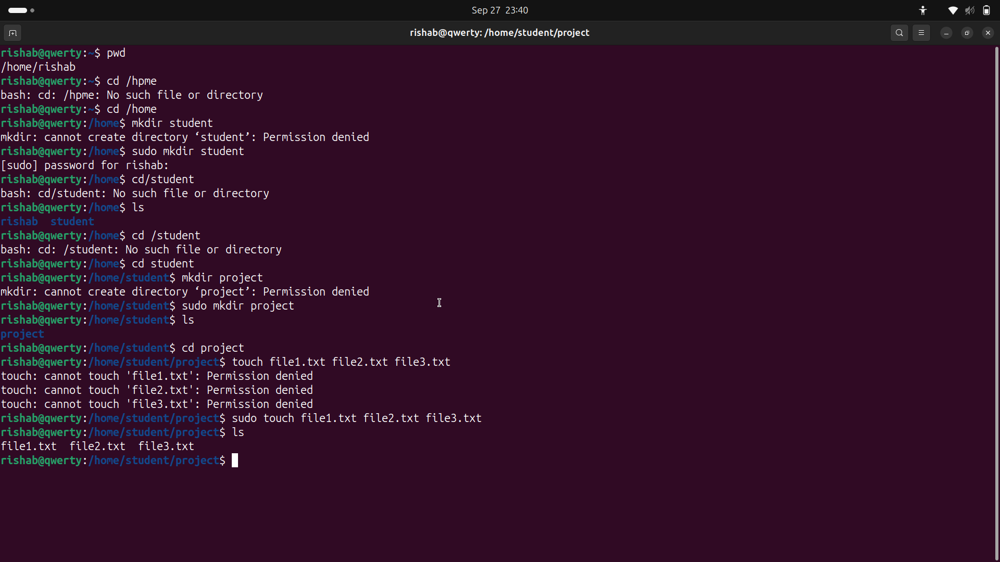 Sep 27 23:40
rishab@qwerty: /home/student/project
rishab@qwerty:~$ pwd
/home/rishab
rishab@qwerty:~$ cd /hpme
bash: cd: /hpme: No such file or directory
rishab@qwerty:~$ cd /home
rishab@qwerty:/home$ mkdir student
mkdir: cannot create directory ‘student’: Permission denied
rishab@qwerty:/home$ sudo mkdir student
[sudo] password for rishab:
rishab@qwerty:/home$ cd/student
bash: cd/student: No such file or directory
rishab@qwerty:/home$ ls
rishab  student
rishab@qwerty:/home$ cd /student
bash: cd: /student: No such file or directory
rishab@qwerty:/home$ cd student
rishab@qwerty:/home/student$ mkdir project
mkdir: cannot create directory ‘project’: Permission denied
rishab@qwerty:/home/student$ sudo mkdir project
rishab@qwerty:/home/student$ ls
project
rishab@qwerty:/home/student$ cd project
rishab@qwerty:/home/student/project$ touch file1.txt file2.txt file3.txt
touch: cannot touch 'file1.txt': Permission denied
touch: cannot touch 'file2.txt': Permission denied
touch: cannot touch 'file3.txt': Permission denied
rishab@qwerty:/home/student/project$ sudo touch file1.txt file2.txt file3.txt
rishab@qwerty:/home/student/project$ ls
file1.txt  file2.txt  file3.txt
rishab@qwerty:/home/student/project$